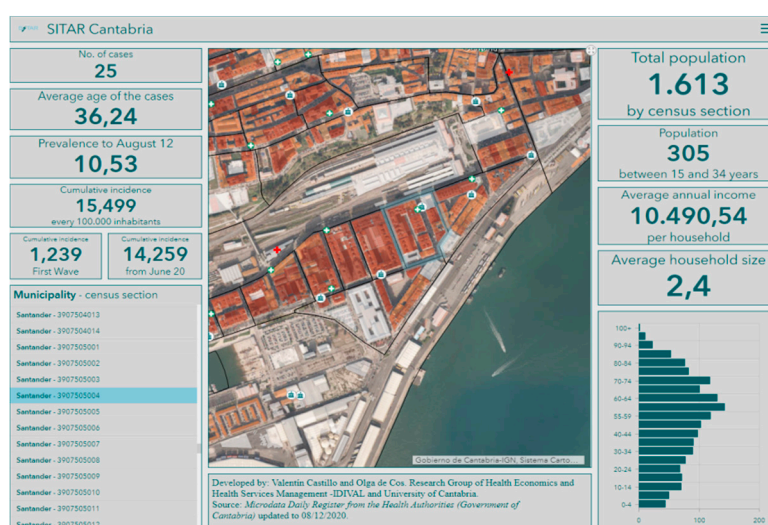 SITAR Cantabria
No. of cases
25
Average age of the cases
36,24
Prevalence to August 12
10,53
Cumulative incidence
15,499
every 100.000 inhabitants
Cumulative incidence
1,239
First Wave
Cumulative incidence
14,259
from June 20
Municipality - census section
Santander - 3907504013
Santander - 3907504014
Santander - 3907505001
Santander - 3907505002
Santander - 3907505003
Santander - 3907505004
Santander - 3907505005
Santander - 3907505006
Santander - 3907505007
Santander - 3907505008
Santander - 3907505009
Santander - 3907505010
Santander - 3907505011
Santander - 3907505012
Gobierno de Cantabria-IGN, Sistema Carto ...
Developed by: Valentín Castillo and Olga de Cos. Research Group of Health Economics and
Health Services Management -IDIVAL and University of Cantabria.
Source: Microdata Daily Register from the Health Authorities (Government of
Cantabria) updated to 08/12/2020.
Total population
1.613
by census section
Population
305
between 15 and 34 years
Average annual income
10.490,54
per household
Average household size
2,4
100+
90-94
80-84
70-74
60-64
55-59
40-44
30-34
20-24
10-14
0-4
0 100 200